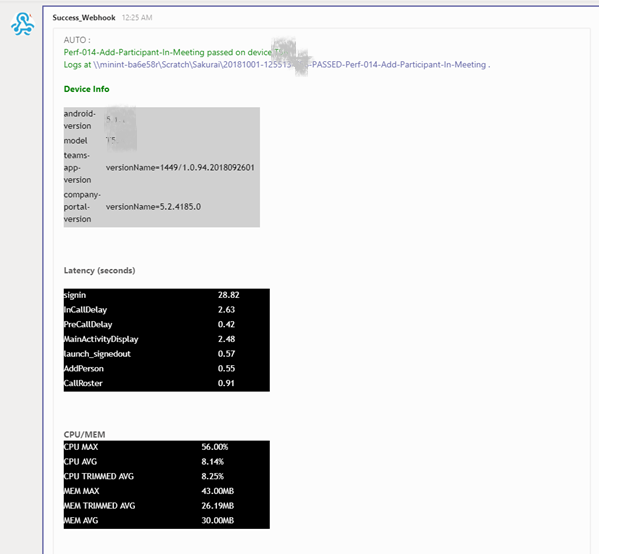 Success_Webhook 12:25 AM
AUTO :
Perf-014-Add-Participant-In-Meeting passed on device
Logs at \\minint-ba6e58r\Scratch\Sakurai\20181001-125513- -PASSED-Perf-014-Add-Participant-In-Meeting .
Device Info
android-
version
model
teams-
app- versionName=1449/1.0.94.2018092601
version
company-
portal- versionName=5.2.4185.0
version
Latency (seconds)
signin 28.82
InCallDelay 2.63
PreCallDelay 0.42
MainActivityDisplay 2.48
launch_signedout 0.57
AddPerson 0.55
CallRoster 0.91
CPU/MEM
CPU MAX 56.00%
CPU AVG 8.14%
CPU TRIMMED AVG 8.25%
MEM MAX 43.00MB
MEM TRIMMED AVG 26.19MB
MEM AVG 30.00MB